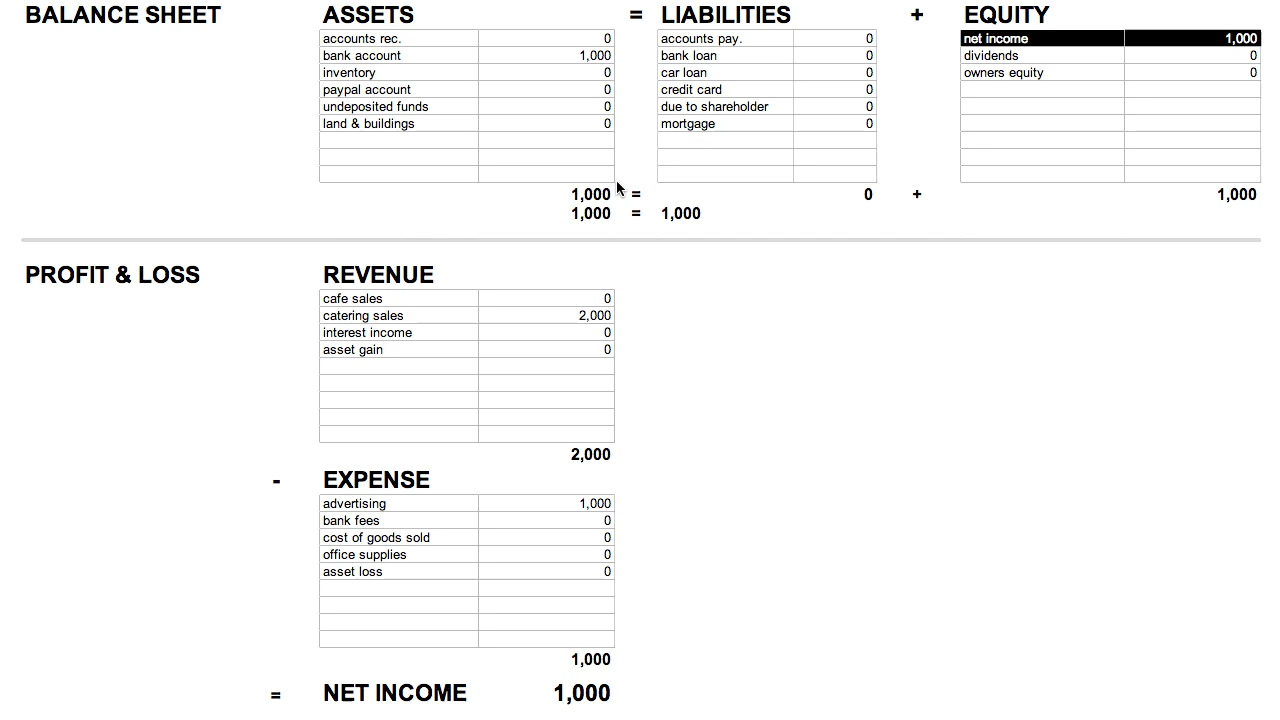 BALANCE SHEET ASSETS = LIABILITIES + EQUITY
accounts rec. 0 accounts pay. 0 net income 1,000
bank account 1,000 bank loan 0 dividends 0
inventory 0 car loan 0 owners equity 0
paypal account 0 credit card 0
undeposited funds 0 due to shareholder 0
land & buildings 0 mortgage 0
1,000 = 0 + 1,000
1,000 = 1,000
PROFIT & LOSS REVENUE
cafe sales 0
catering sales 2,000
interest income 0
asset gain 0
2,000
- EXPENSE
advertising 1,000
bank fees 0
cost of goods sold 0
office supplies 0
asset loss 0
1,000
= NET INCOME 1,000